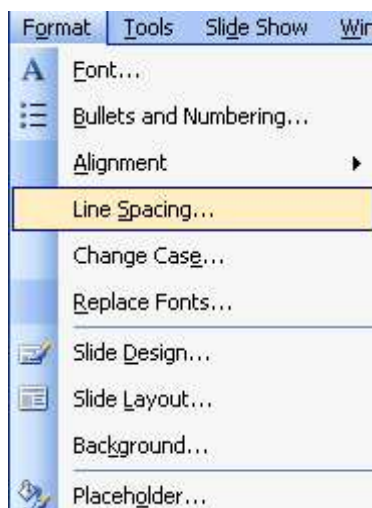 Format Tools Slide Show
Font...
Bullets and Numbering...
Alignment
Line Spacing...
Change Case...
Replace Fonts...
Slide Design...
Slide Layout...
Background...
Placeholder...